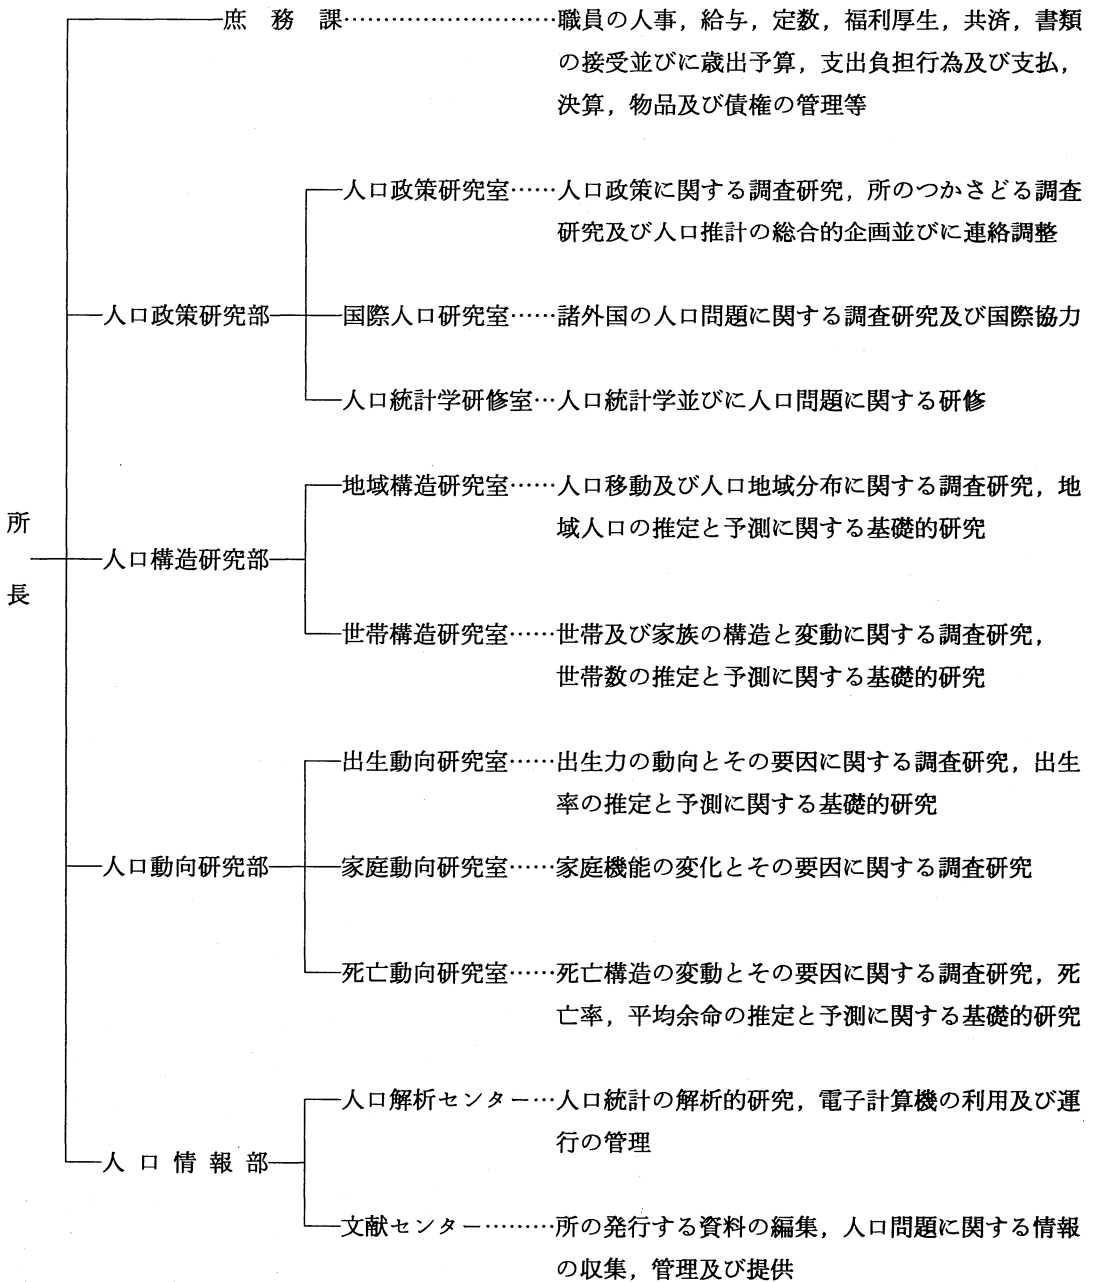 庶務課………………………職員の人事，給与，定数，福利厚生，共済，書類
の接受並びに歳出予算，支出負担行為及び支払，
決算，物品及び債権の管理等
人口政策研究室……人口政策に関する調査研究，所のつかさどる調査
研究及び人口推計の総合的企画並びに連絡調整
人口政策研究部
国際人口研究室……諸外国の人口問題に関する調査研究及び国際協力
人口統計学研修室…人口統計学並びに人口問題に関する研修
地域構造研究室……人口移動及び人口地域分布に関する調査研究，地
域人口の推定と予測に関する基礎的研究
所長
人口構造研究部
世帯構造研究室……世帯及び家族の構造と変動に関する調査研究，
世帯数の推定と予測に関する基礎的研究
出生動向研究室……出生力の動向とその要因に関する調査研究，出生
率の推定と予測に関する基礎的研究
人口動向研究部
家庭動向研究室……家庭機能の変化とその要因に関する調査研究
死亡動向研究室……死亡構造の変動とその要因に関する調査研究，死
亡率，平均余命の推定と予測に関する基礎的研究
人口解析センター…人口統計の解析的研究，電子計算機の利用及び運
行の管理
人口情報部
文献センター………所の発行する資料の編集，人口問題に関する情報
の収集，管理及び提供